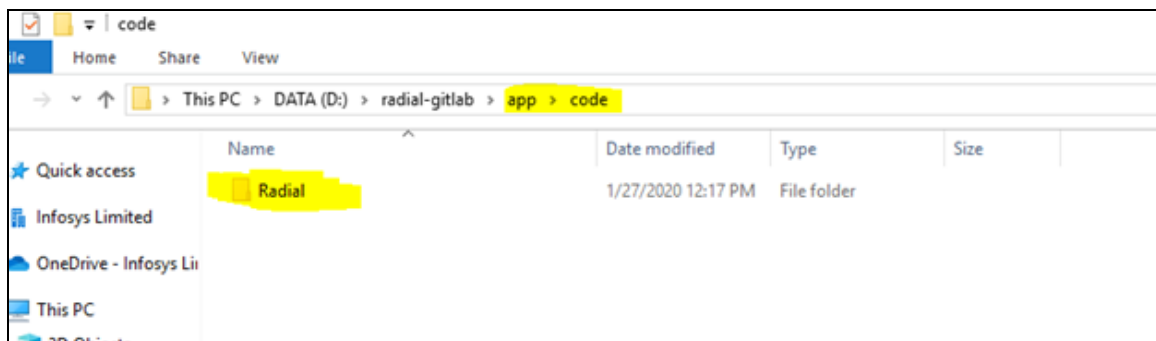 code
ile Home Share View
This PC > DATA (D:) > radial-gitlab > app > code
Name Date modified Type Size
Quick access
Radial 1/27/2020 12:17 PM File folder
Infosys Limited
OneDrive - Infosys Li
This PC